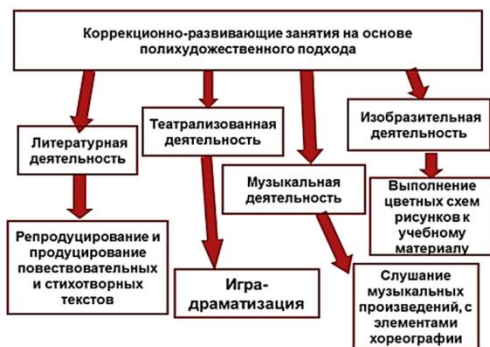 Коррекционно-развивающие занятия на основе
полихудожественного подхода
Литературная
деятельность
Театрализованная
деятельность
Музыкальная
деятельность
Изобразительная
деятельность
Репродуцирование и
продуцирование
повествовательных
и стихотворных
текстов
Игра-
драматизация
Слушание
музыкальных
произведений, с
элементами
хореографии
Выполнение
цветных схем
рисунков к
учебному
материалу